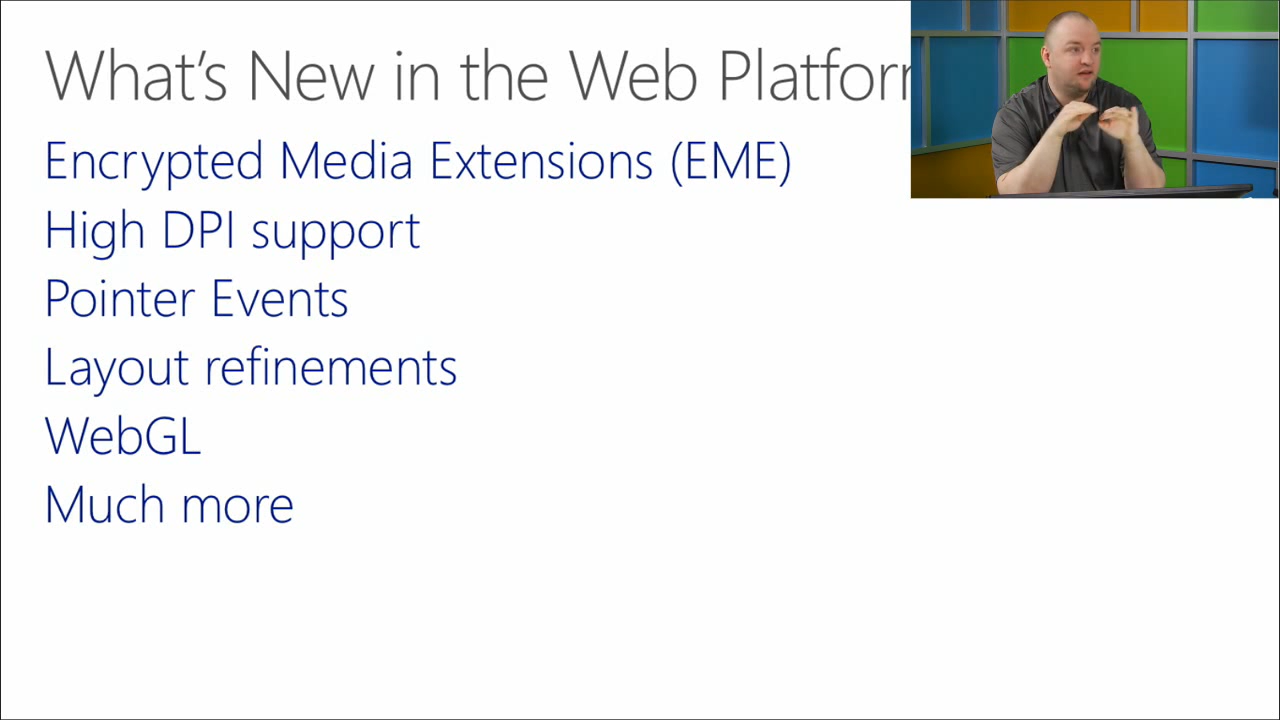 What's New in the Web Platfor
Encrypted Media Extensions (EME)
High DPI support
Pointer Events
Layout refinements
WebGL
Much more